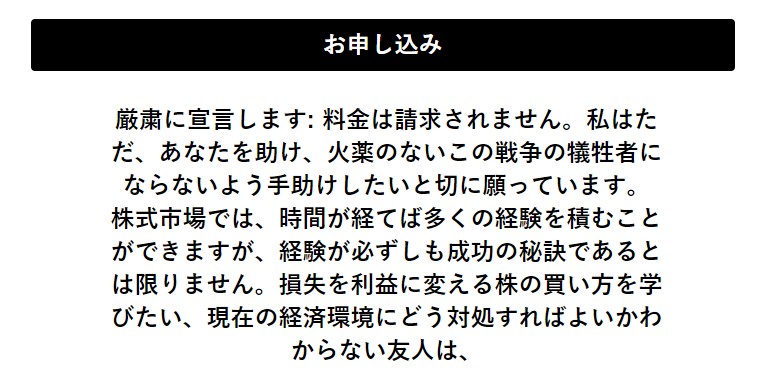 お申し込み
厳粛に宣言します: 料金は請求されません。私はた
だ、あなたを助け、火薬のないこの戦争の犠牲者に
ならないよう手助けしたいと切に願っています。
株式市場では、時間が経てば多くの経験を積むこと
ができますが、経験が必ずしも成功の秘訣であると
は限りません。損失を利益に変える株の買い方を学
びたい、現在の経済環境にどう対処すればよいかわ
からない友人は、